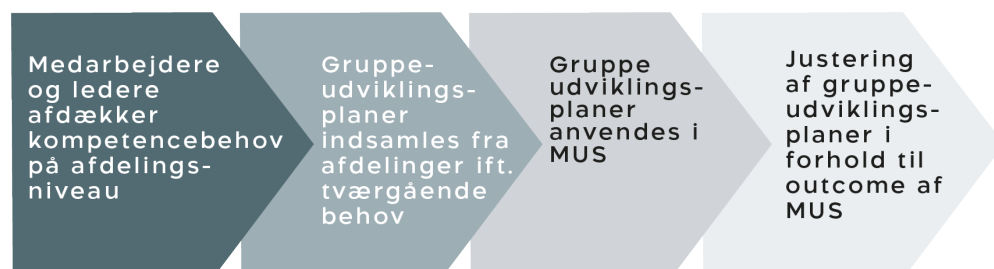 Medarbejdere
og ledere
afdækker
kompetencebehov
på afdelings-
niveau
Gruppe-
udviklings-
planer
indsamles fra
afdelinger ift.
tværgående
behov
Gruppe
udviklings-
planer
anvendes i
MUS
Justering
af gruppe-
udviklings-
planer i
forhold til
outcome af
MUS